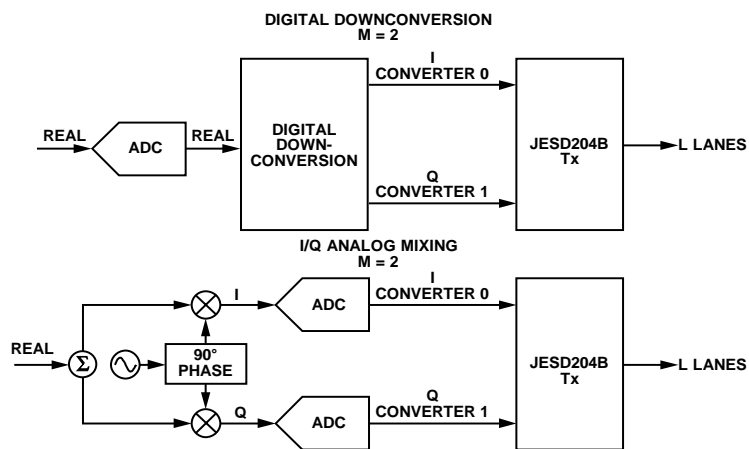 DIGITAL DOWNCONVERSION
M = 2
I
CONVERTER 0
REAL
ADC
REAL
DIGITAL
DOWN-
CONVERSION
JESD204B
Tx
L LANES
Q
CONVERTER 1
I/Q ANALOG MIXING
M = 2
I
ADC
I
CONVERTER 0
REAL
Σ
90°
PHASE
JESD204B
Tx
L LANES
Q
ADC
Q
CONVERTER 1